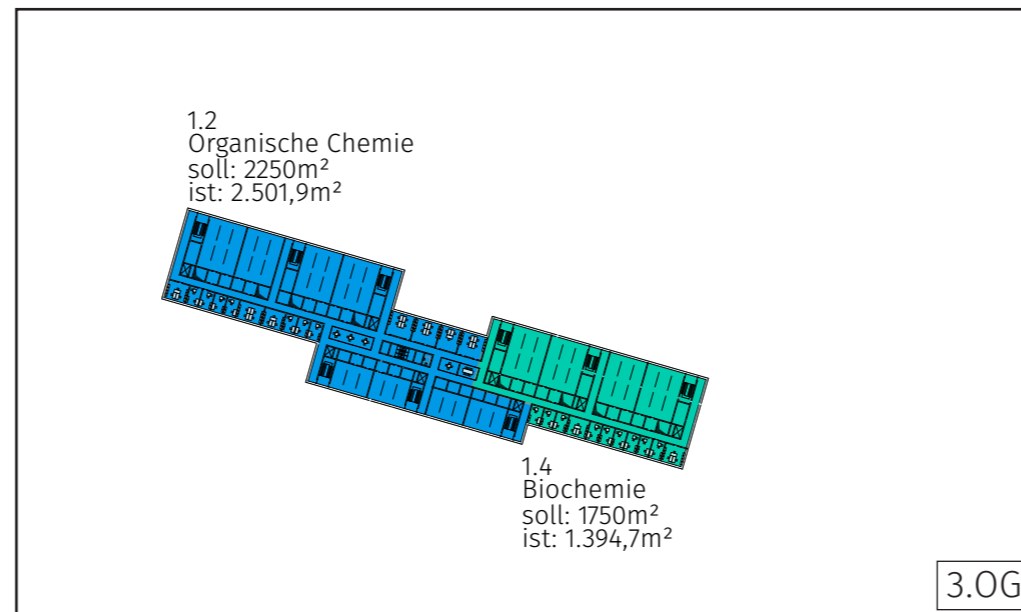 1.2
Organische Chemie
soll: 2250m²
ist: 2.501,9m²
1.4
Biochemie
soll: 1750m²
ist: 1.394,7m²
3.OG